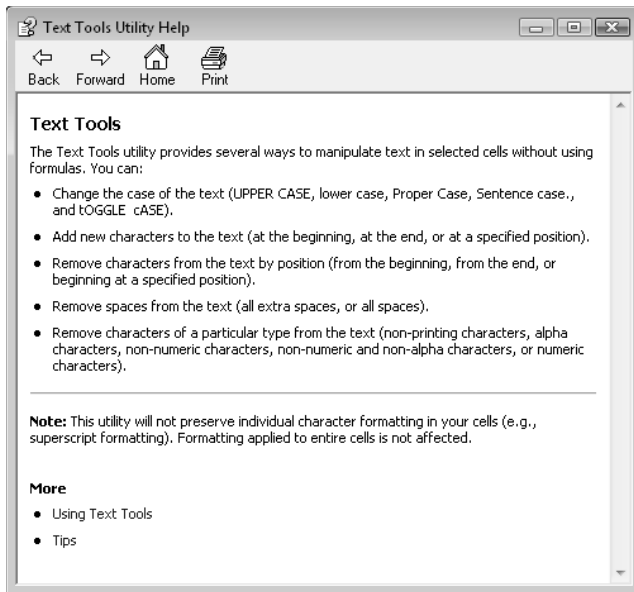 Text Tools Utility Help
Back Forward Home Print
Text Tools
The Text Tools utility provides several ways to manipulate text in selected cells without using
formulas. You can:
• Change the case of the text (UPPER CASE, lower case, Proper Case, Sentence case.,
and tOGGLE cASE).
• Add new characters to the text (at the beginning, at the end, or at a specified position).
• Remove characters from the text by position (from the beginning, from the end, or
beginning at a specified position).
• Remove spaces from the text (all extra spaces, or all spaces).
• Remove characters of a particular type from the text (non-printing characters, alpha
characters, non-numeric characters, non-numeric and non-alpha characters, or numeric
characters).
Note: This utility will not preserve individual character formatting in your cells (e.g.,
superscript formatting). Formatting applied to entire cells is not affected.
More
• Using Text Tools
• Tips